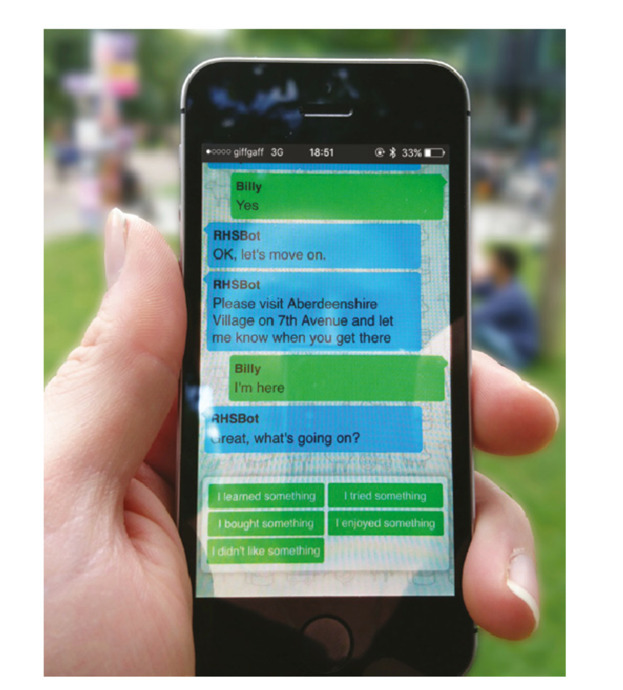 giffgaff 3G 18:51 33%
Billy
Yes
RHSBot
OK, let's move on.
RHSBot
Please visit Aberdeenshire
Village on 7th Avenue and let
me know when you get there
Billy
I'm here
RHSBot
Great, what's going on?
I learned something I tried something
I bought something I enjoyed something
I didn't like something